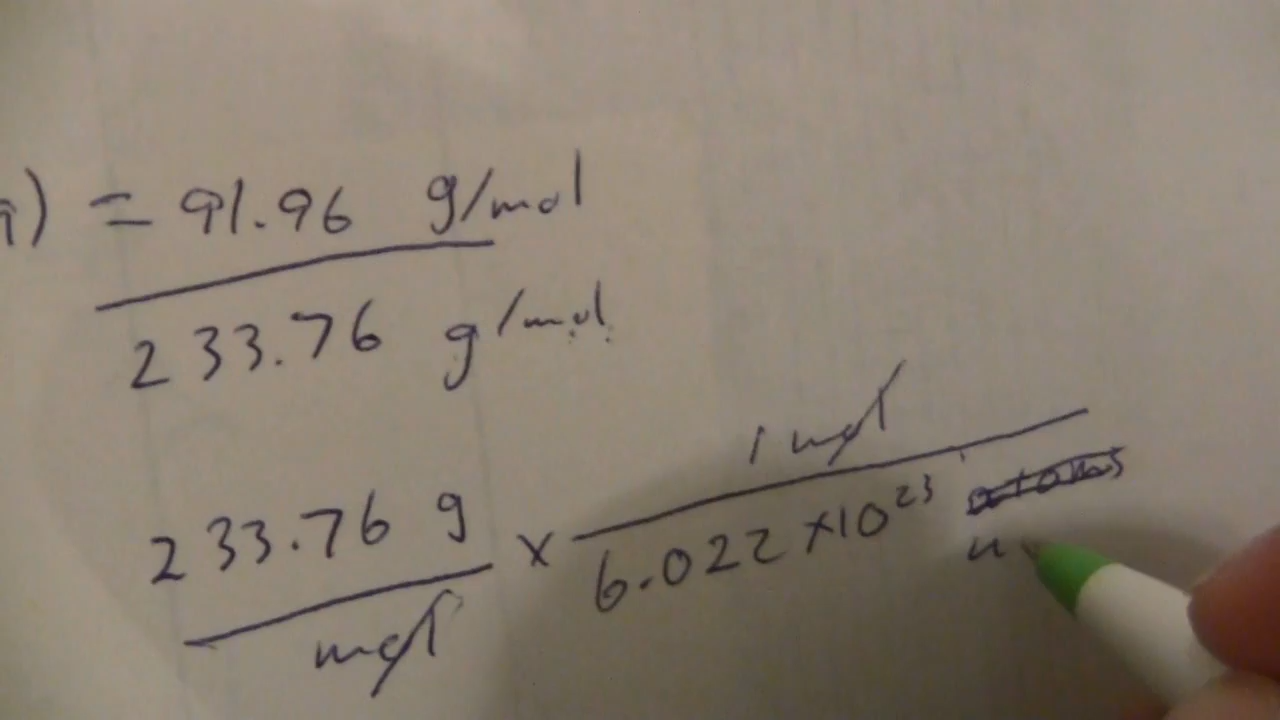 ) = 91.96 g/mol
233.76 g/mol
1 mol
233.76 g × 6.022 ×10²³
mol